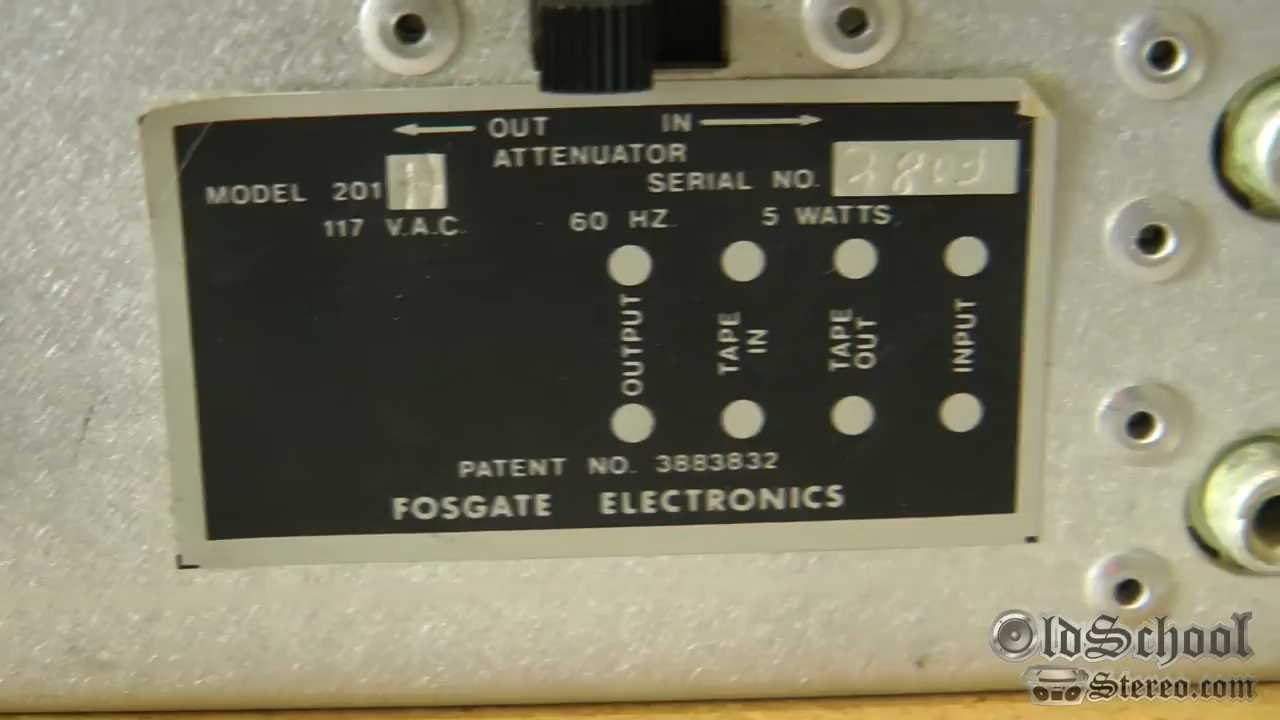 OUT IN
ATTENUATOR
MODEL 201
SERIAL NO. 2803
117 V.A.C. 60 HZ. 5 WATTS
OUTPUT
TAPE IN
TAPE OUT
INPUT
PATENT NO. 3883832
FOSGATE ELECTRONICS
OldSchool
Stereo.com